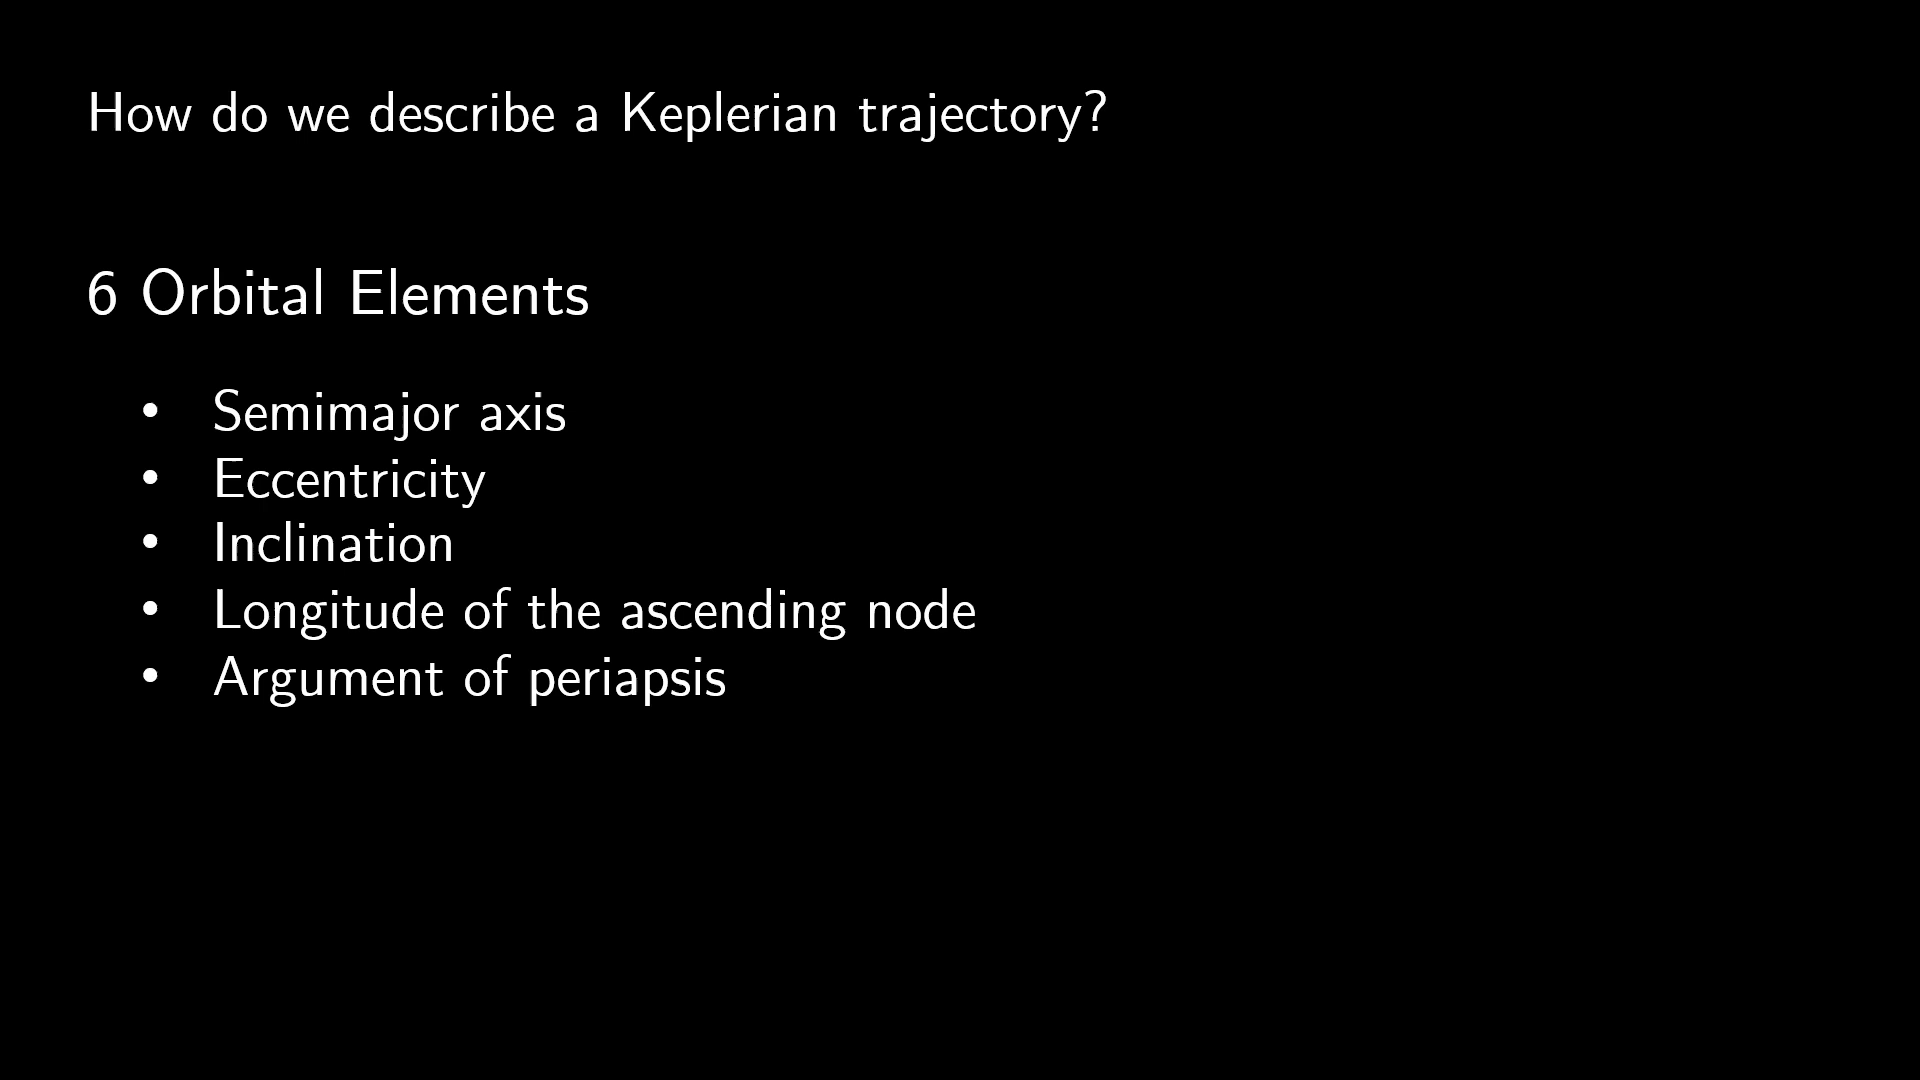 How do we describe a Keplerian trajectory?
6 Orbital Elements
• Semimajor axis
• Eccentricity
• Inclination
• Longitude of the ascending node
• Argument of periapsis